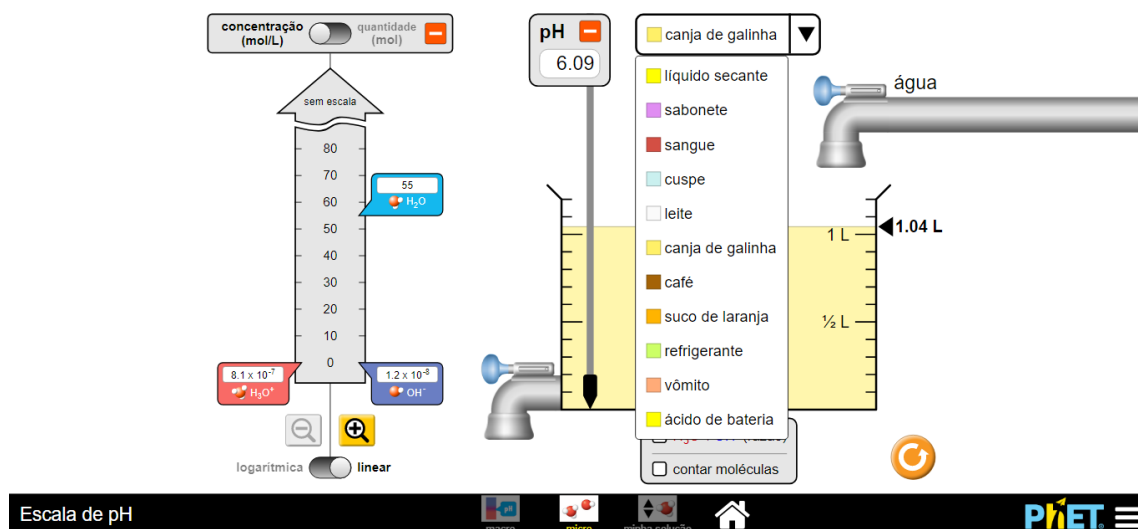 concentração
(mol/L)
quantidade
(mol)
sem escala
80
70
60
50
40
30
20
10
0
55
H₂O
8.1 x 10⁻⁷
H₃O⁺
1.2 x 10⁻⁸
OH⁻
logarítmica
linear
pH
6.09
canja de galinha
líquido secante
sabonete
sangue
cuspe
leite
canja de galinha
café
suco de laranja
refrigerante
vômito
ácido de bateria
contar moléculas
água
1.04 L
1 L
½ L
Escala de pH
macro
micro
minha solução
PhET